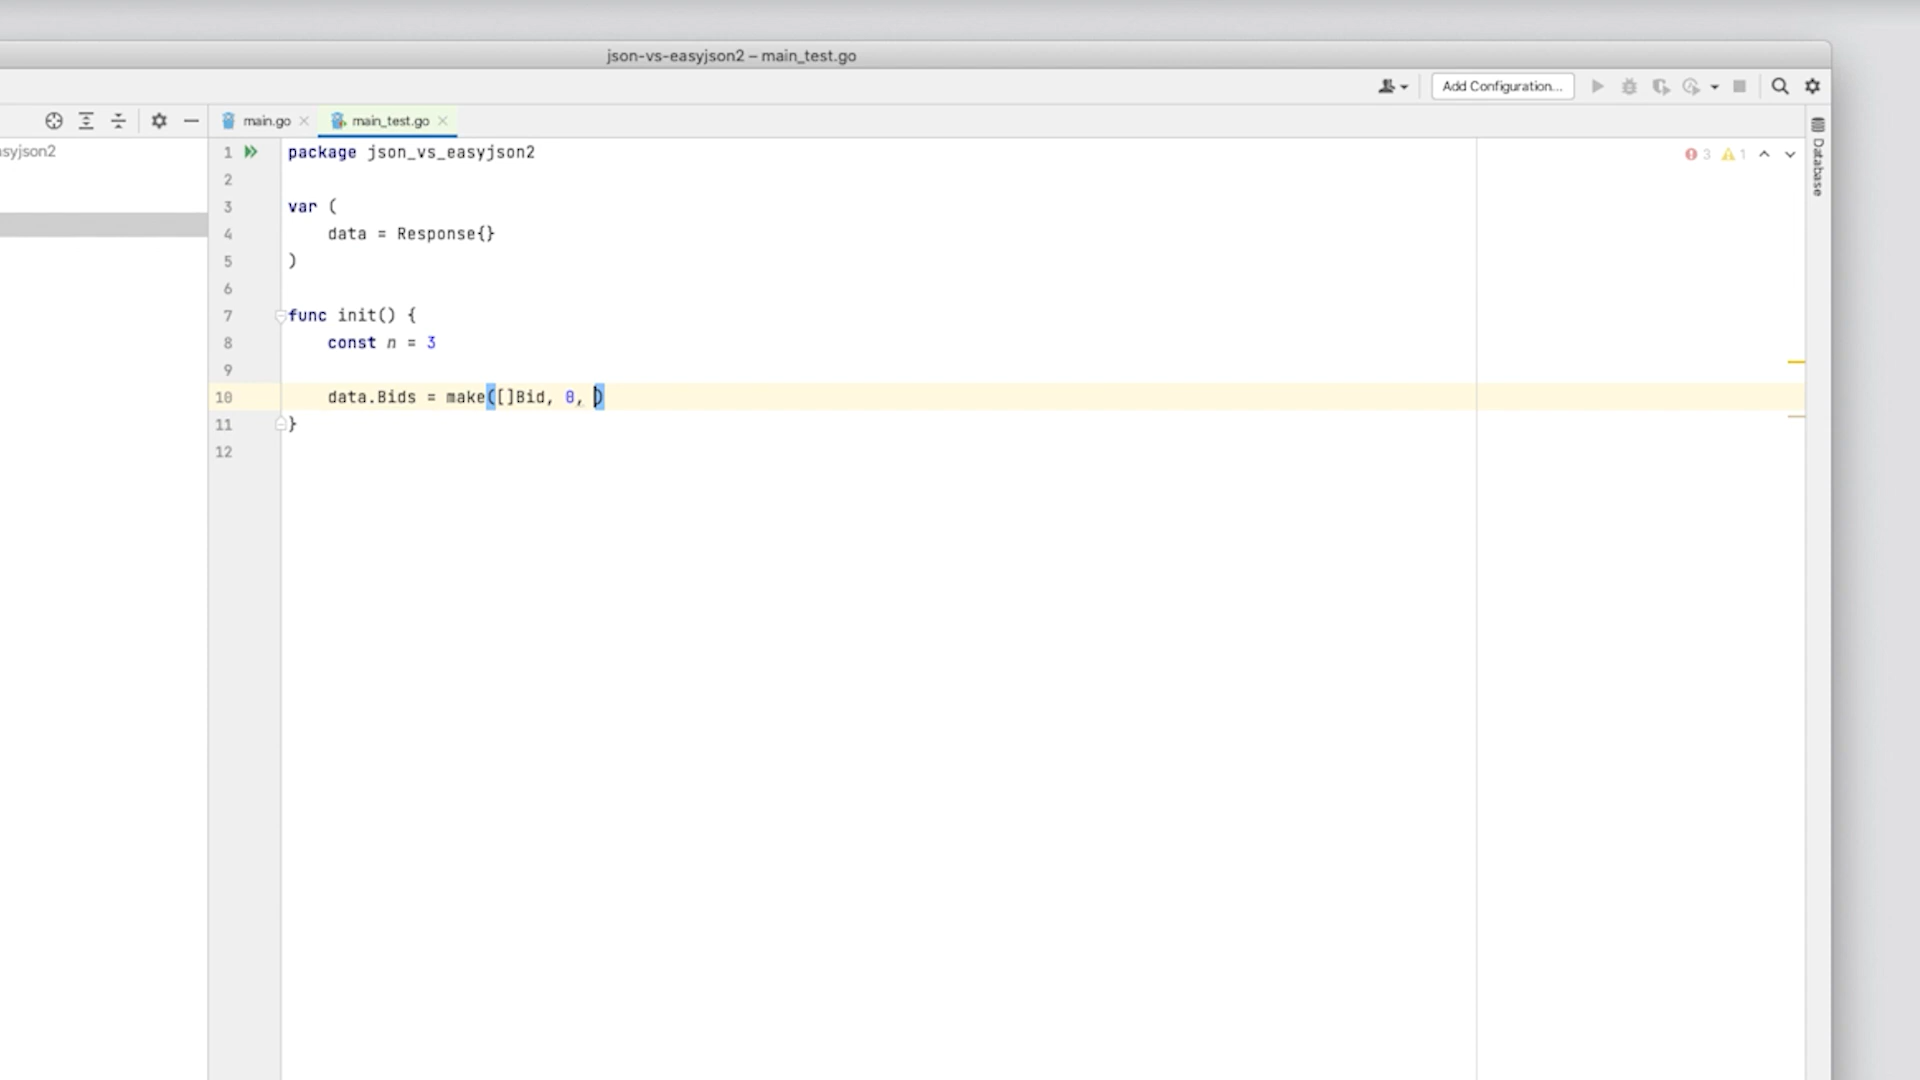 json-vs-easyjson2 – main_test.go
Add Configuration...
main.go
main_test.go
syjson2
1 package json_vs_easyjson2
3 1
2
3 var (
4 data = Response{}
5 )
6
7 func init() {
8 const n = 3
9
10 data.Bids = make([]Bid, 0, )
11 }
12
Database